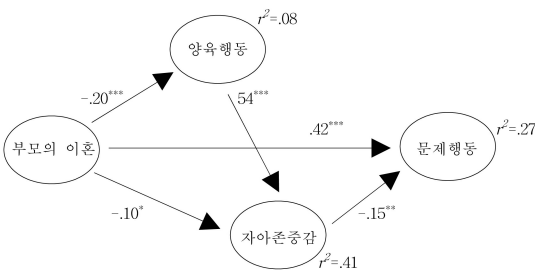 r²=.08
양육행동
-.20***
54***
.42***
부모의 이혼
문제행동
r²=.27
-.10*
-.15**
자아존중감
r²=.41